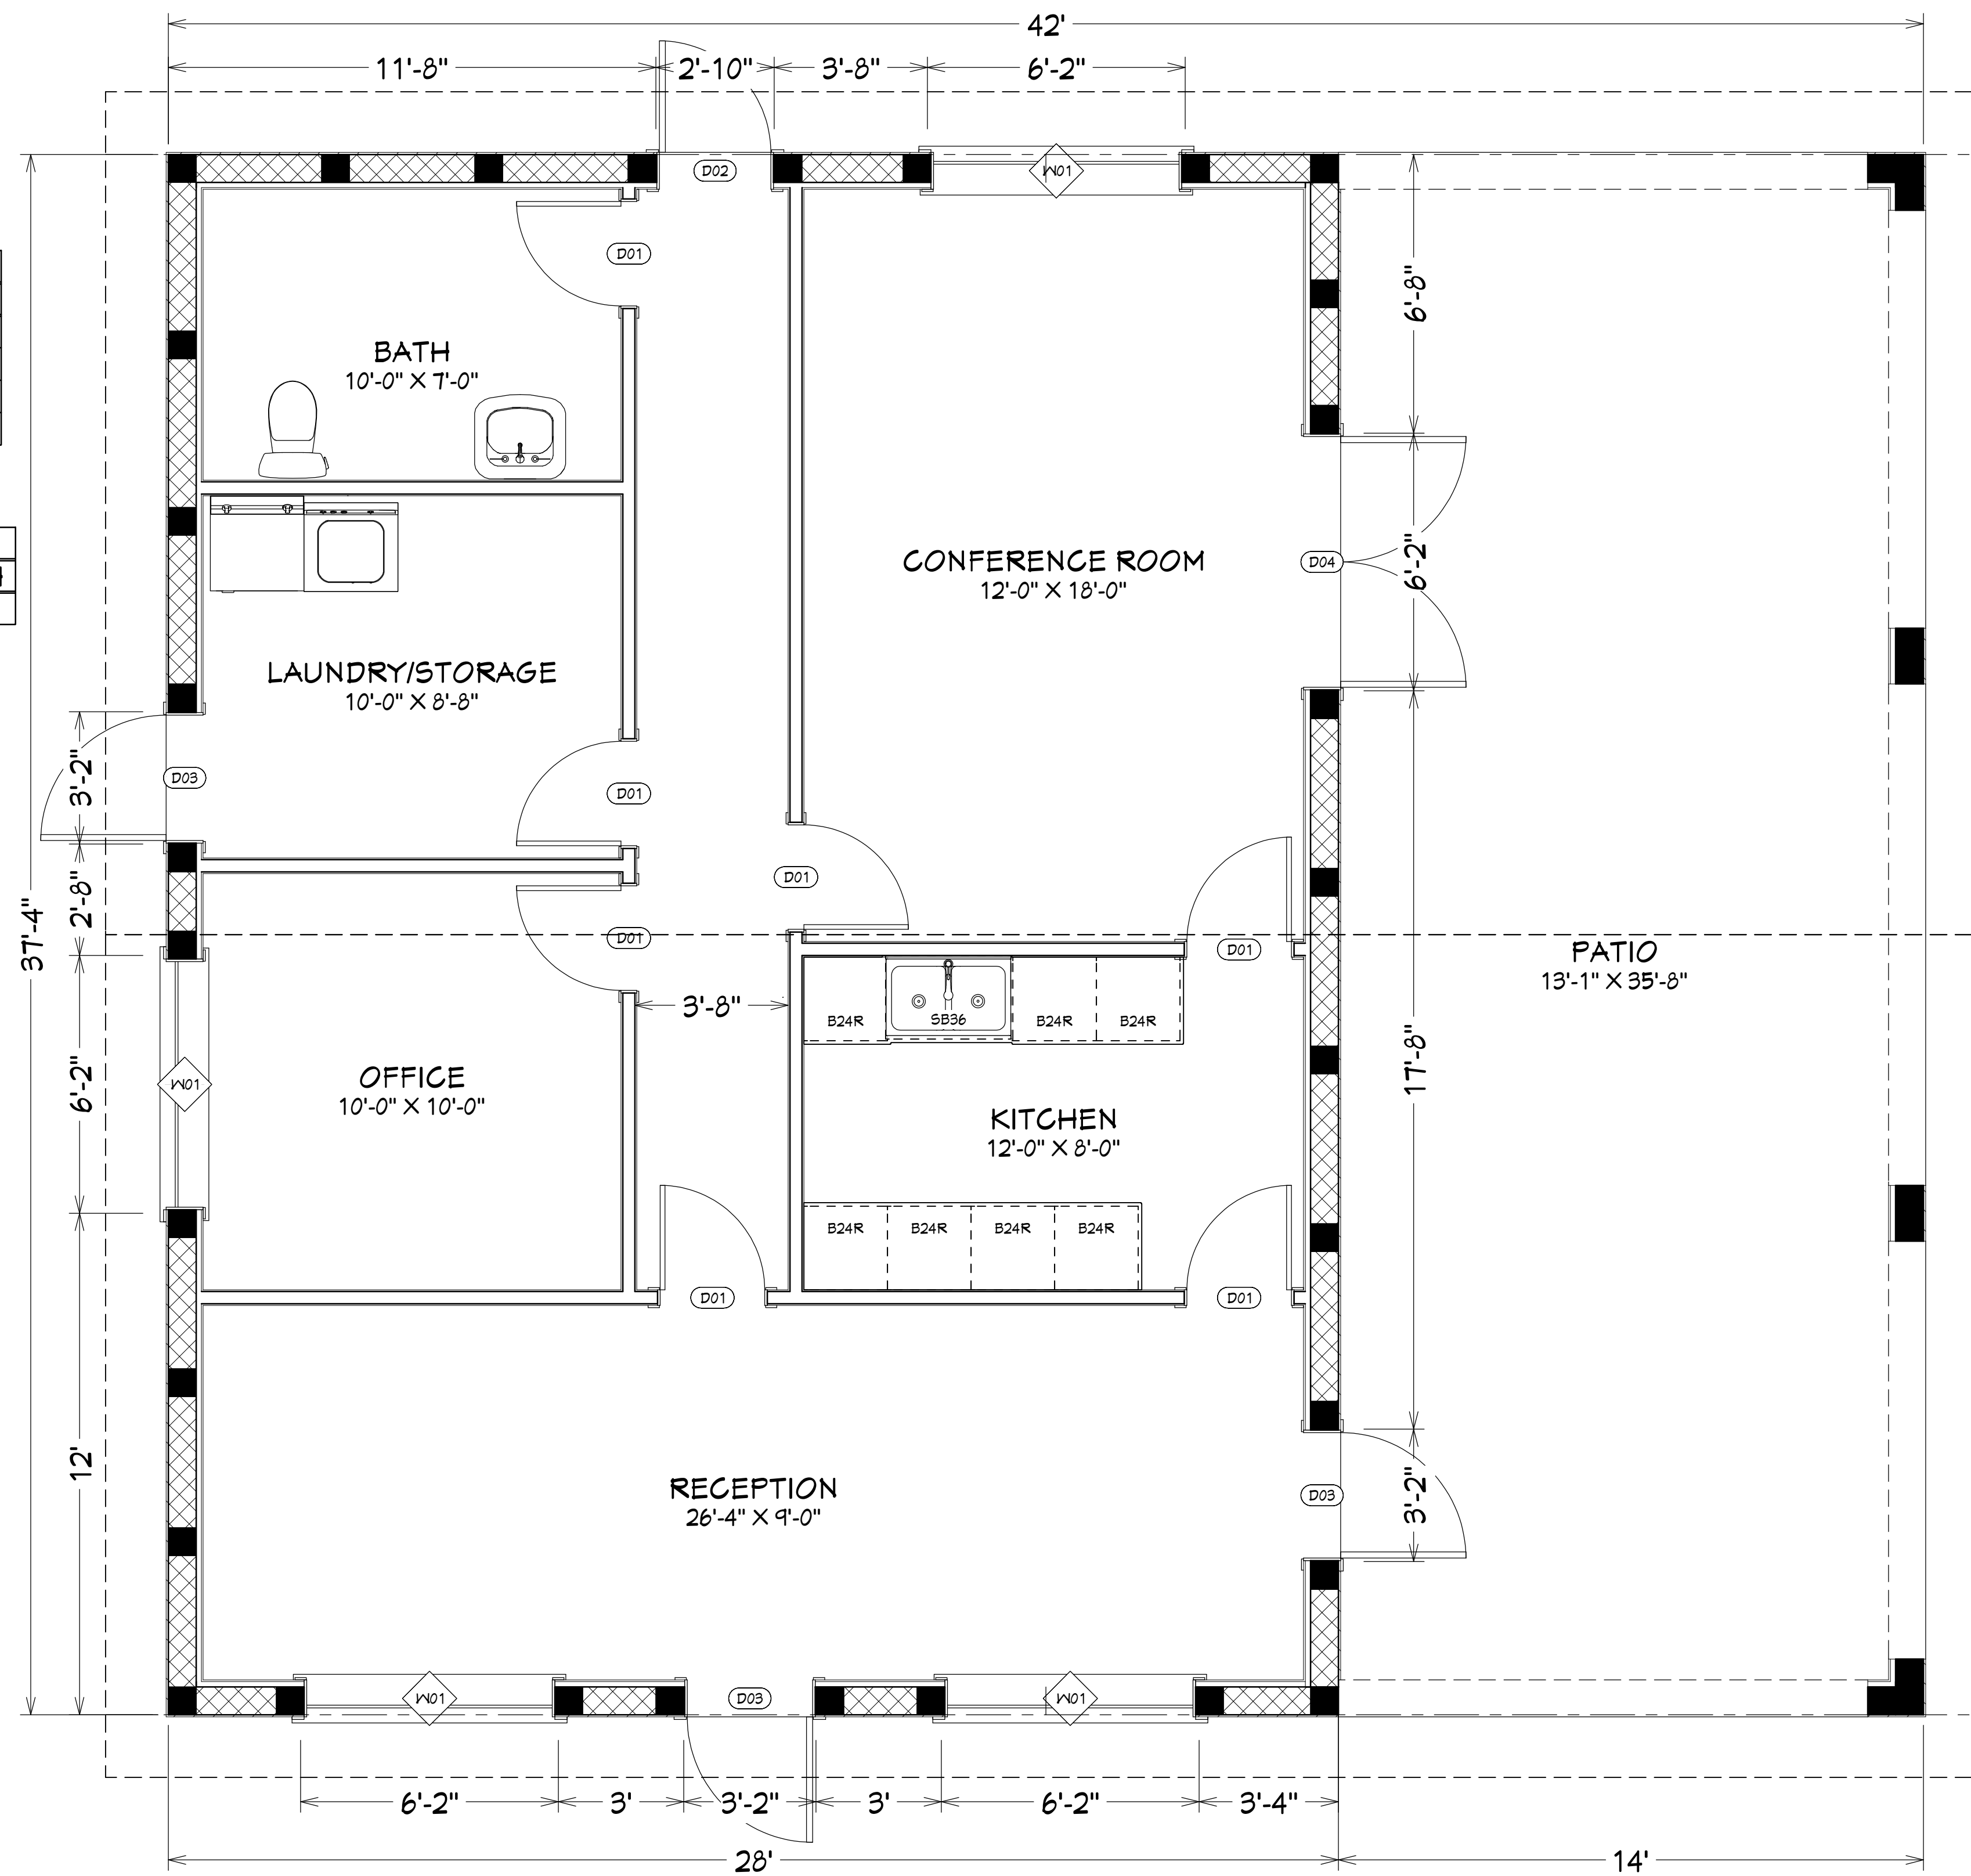 42'
11'-8"
2'-10"
3'-8"
6'-2"
D02
W01
D01
6'-8"
BATH
10'-0" X 7'-0"
CONFERENCE ROOM
12'-0" X 18'-0"
D04
6'-2"
LAUNDRY/STORAGE
10'-0" X 8'-8"
3'-2"
D03
D01
D01
2'-8"
37'-4"
D01
D01
PATIO
13'-1" X 35'-8"
3'-8"
B24R
SB36
B24R
B24R
17'-8"
6'-2"
W01
OFFICE
10'-0" X 10'-0"
KITCHEN
12'-0" X 8'-0"
B24R
B24R
B24R
B24R
D01
D01
12'
RECEPTION
26'-4" X 9'-0"
D03
3'-2"
W01
D03
W01
6'-2"
3'
3'-2"
3'
6'-2"
3'-4"
28'
14'